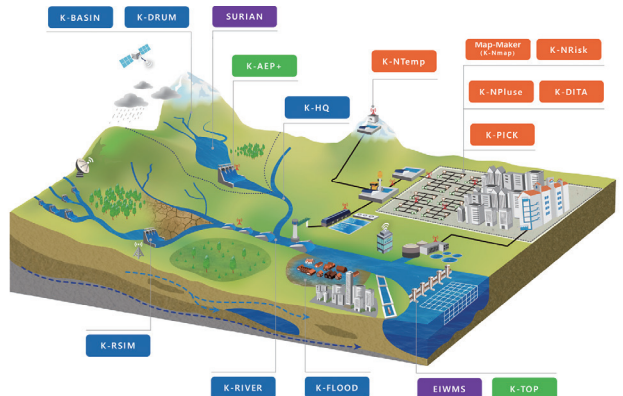 K-BASIN
K-DRUM
SURIAN
K-AEP+
K-HQ
K-NTemp
Map-Maker
(K-Nmap)
K-NRisk
K-NPluse
K-DITA
K-PICK
K-RSIM
K-RIVER
K-FLOOD
EIWMS
K-TOP